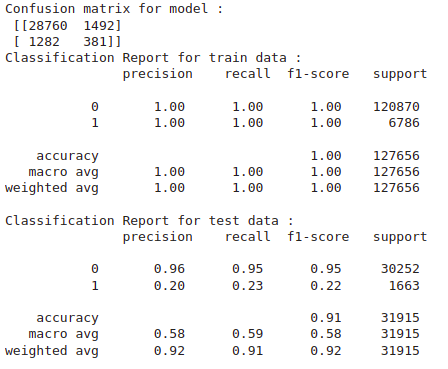 Confusion matrix for model :
[[28760  1492]
[ 1282   381]]
Classification Report for train data :
precision    recall  f1-score   support
0       1.00      1.00      1.00    120870
1       1.00      1.00      1.00      6786
accuracy                           1.00    127656
macro avg       1.00      1.00      1.00    127656
weighted avg       1.00      1.00      1.00    127656
Classification Report for test data :
precision    recall  f1-score   support
0       0.96      0.95      0.95     30252
1       0.20      0.23      0.22      1663
accuracy                           0.91     31915
macro avg       0.58      0.59      0.58     31915
weighted avg       0.92      0.91      0.92     31915